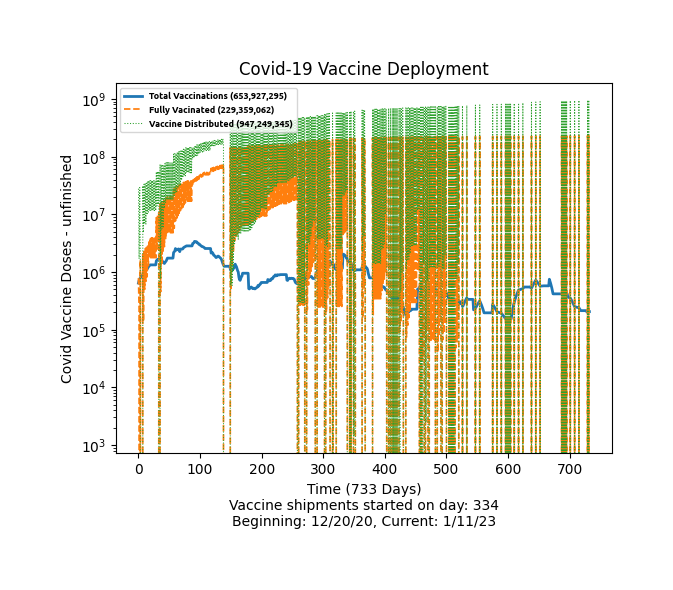 Covid-19 Vaccine Deployment
Total Vaccinations (653,927,295)
Fully Vacinated (229,359,062)
Vaccine Distributed (947,249,345)
Covid Vaccine Doses - unfinished
10⁹
10⁸
10⁷
10⁶
10⁵
10⁴
10³
0 100 200 300 400 500 600 700
Time (733 Days)
Vaccine shipments started on day: 334
Beginning: 12/20/20, Current: 1/11/23